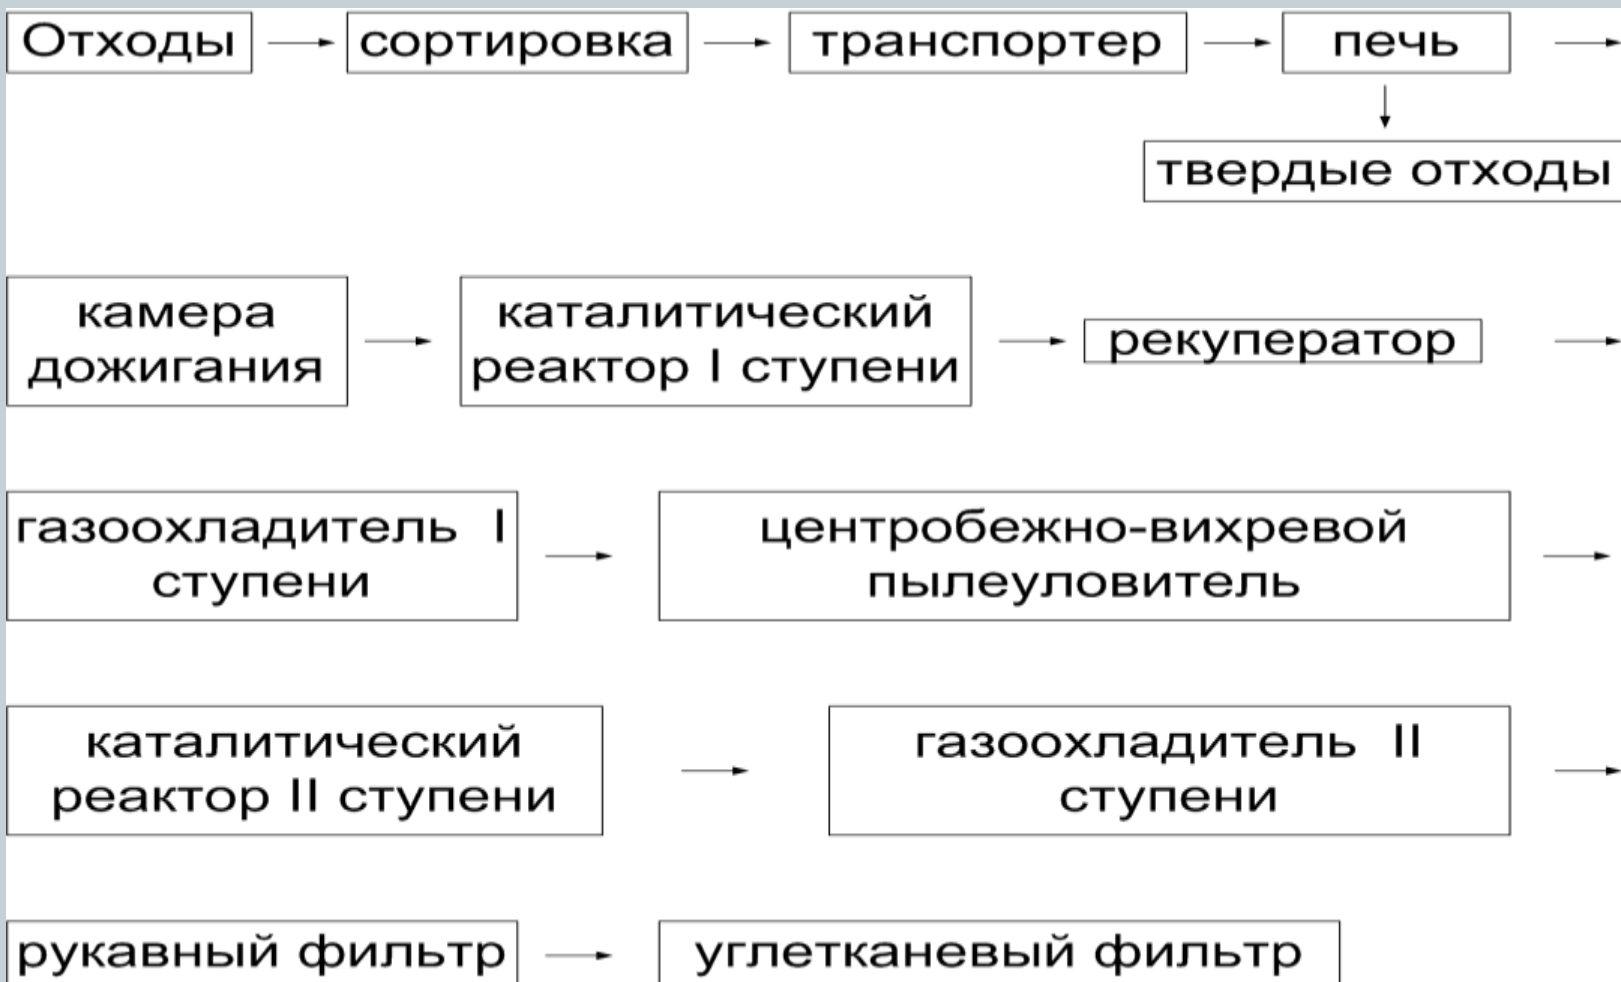 Отходы сортировка транспортер печь
твердые отходы
камера
дожигания
каталитический
реактор I ступени
рекуператор
газоохладитель I
ступени
центробежно-вихревой
пылеуловитель
каталитический
реактор II ступени
газоохладитель II
ступени
рукавный фильтр углетканевый фильтр